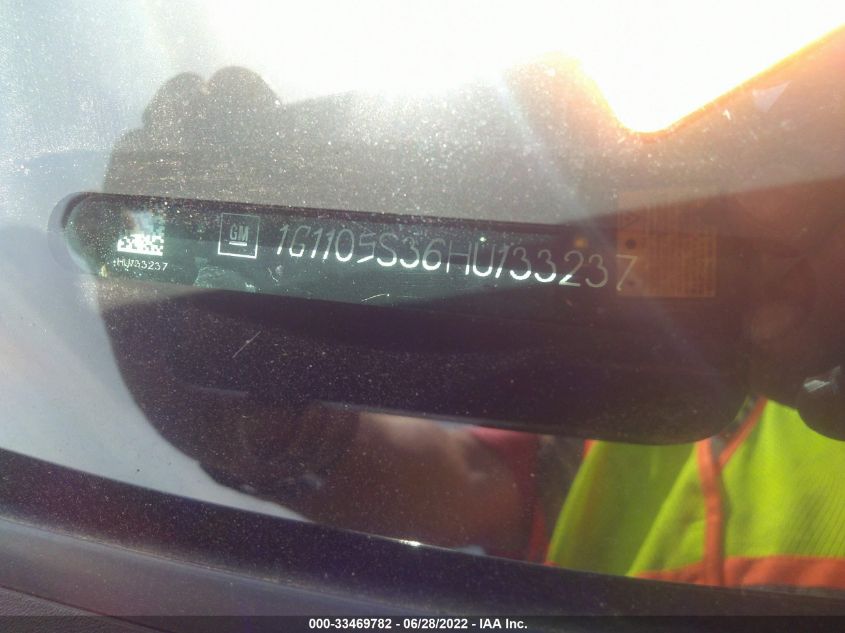 GM 1G1105S36HU133237
HU133237
000-33469782 - 06/28/2022 - IAA Inc.